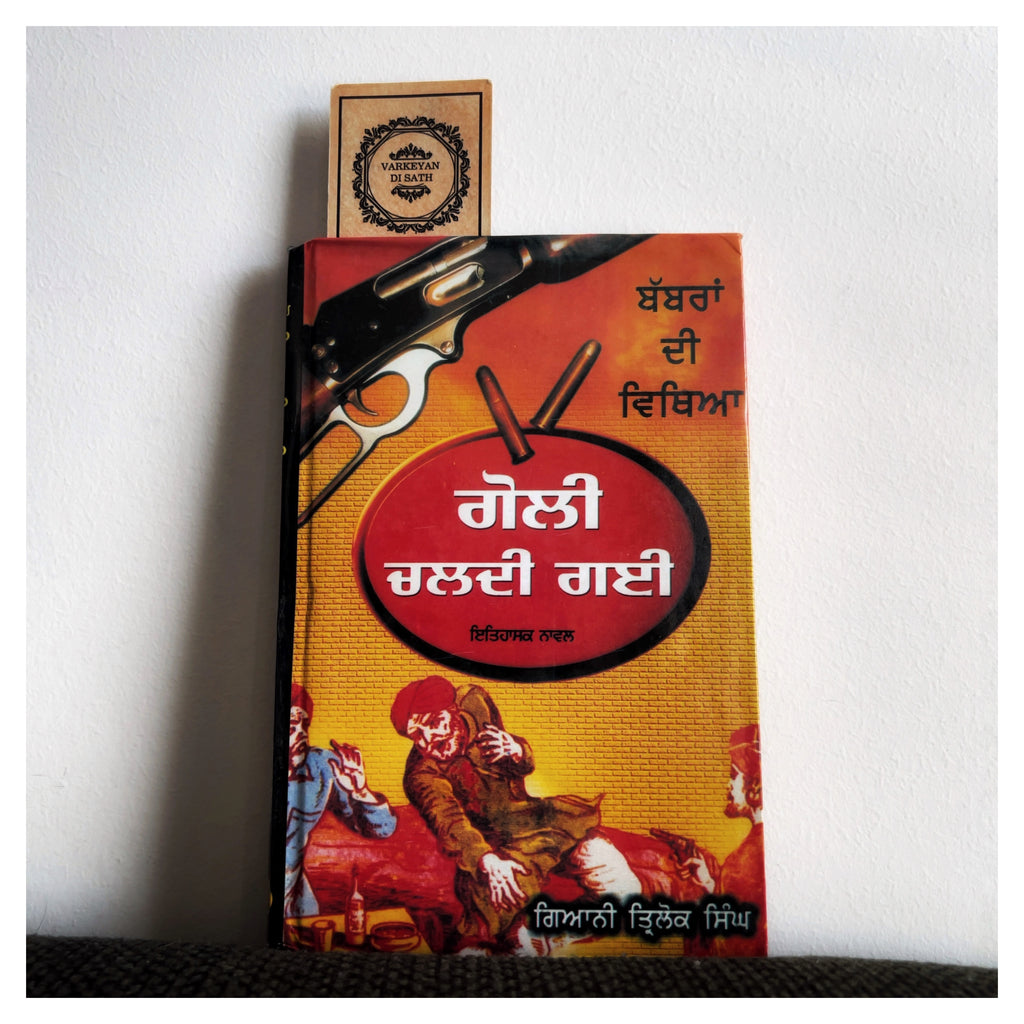 VARKEYAN
DI SATH
ਬੱਬਰਾਂ
ਦੀ
ਵਿਥਿਆ
ਗੋਲੀ
ਚਲਦੀ ਗਈ
ਇਤਿਹਾਸਕ ਨਾਵਲ
ਗਿਆਨੀ ਤ੍ਰਿਲੋਕ ਸਿੰਘ